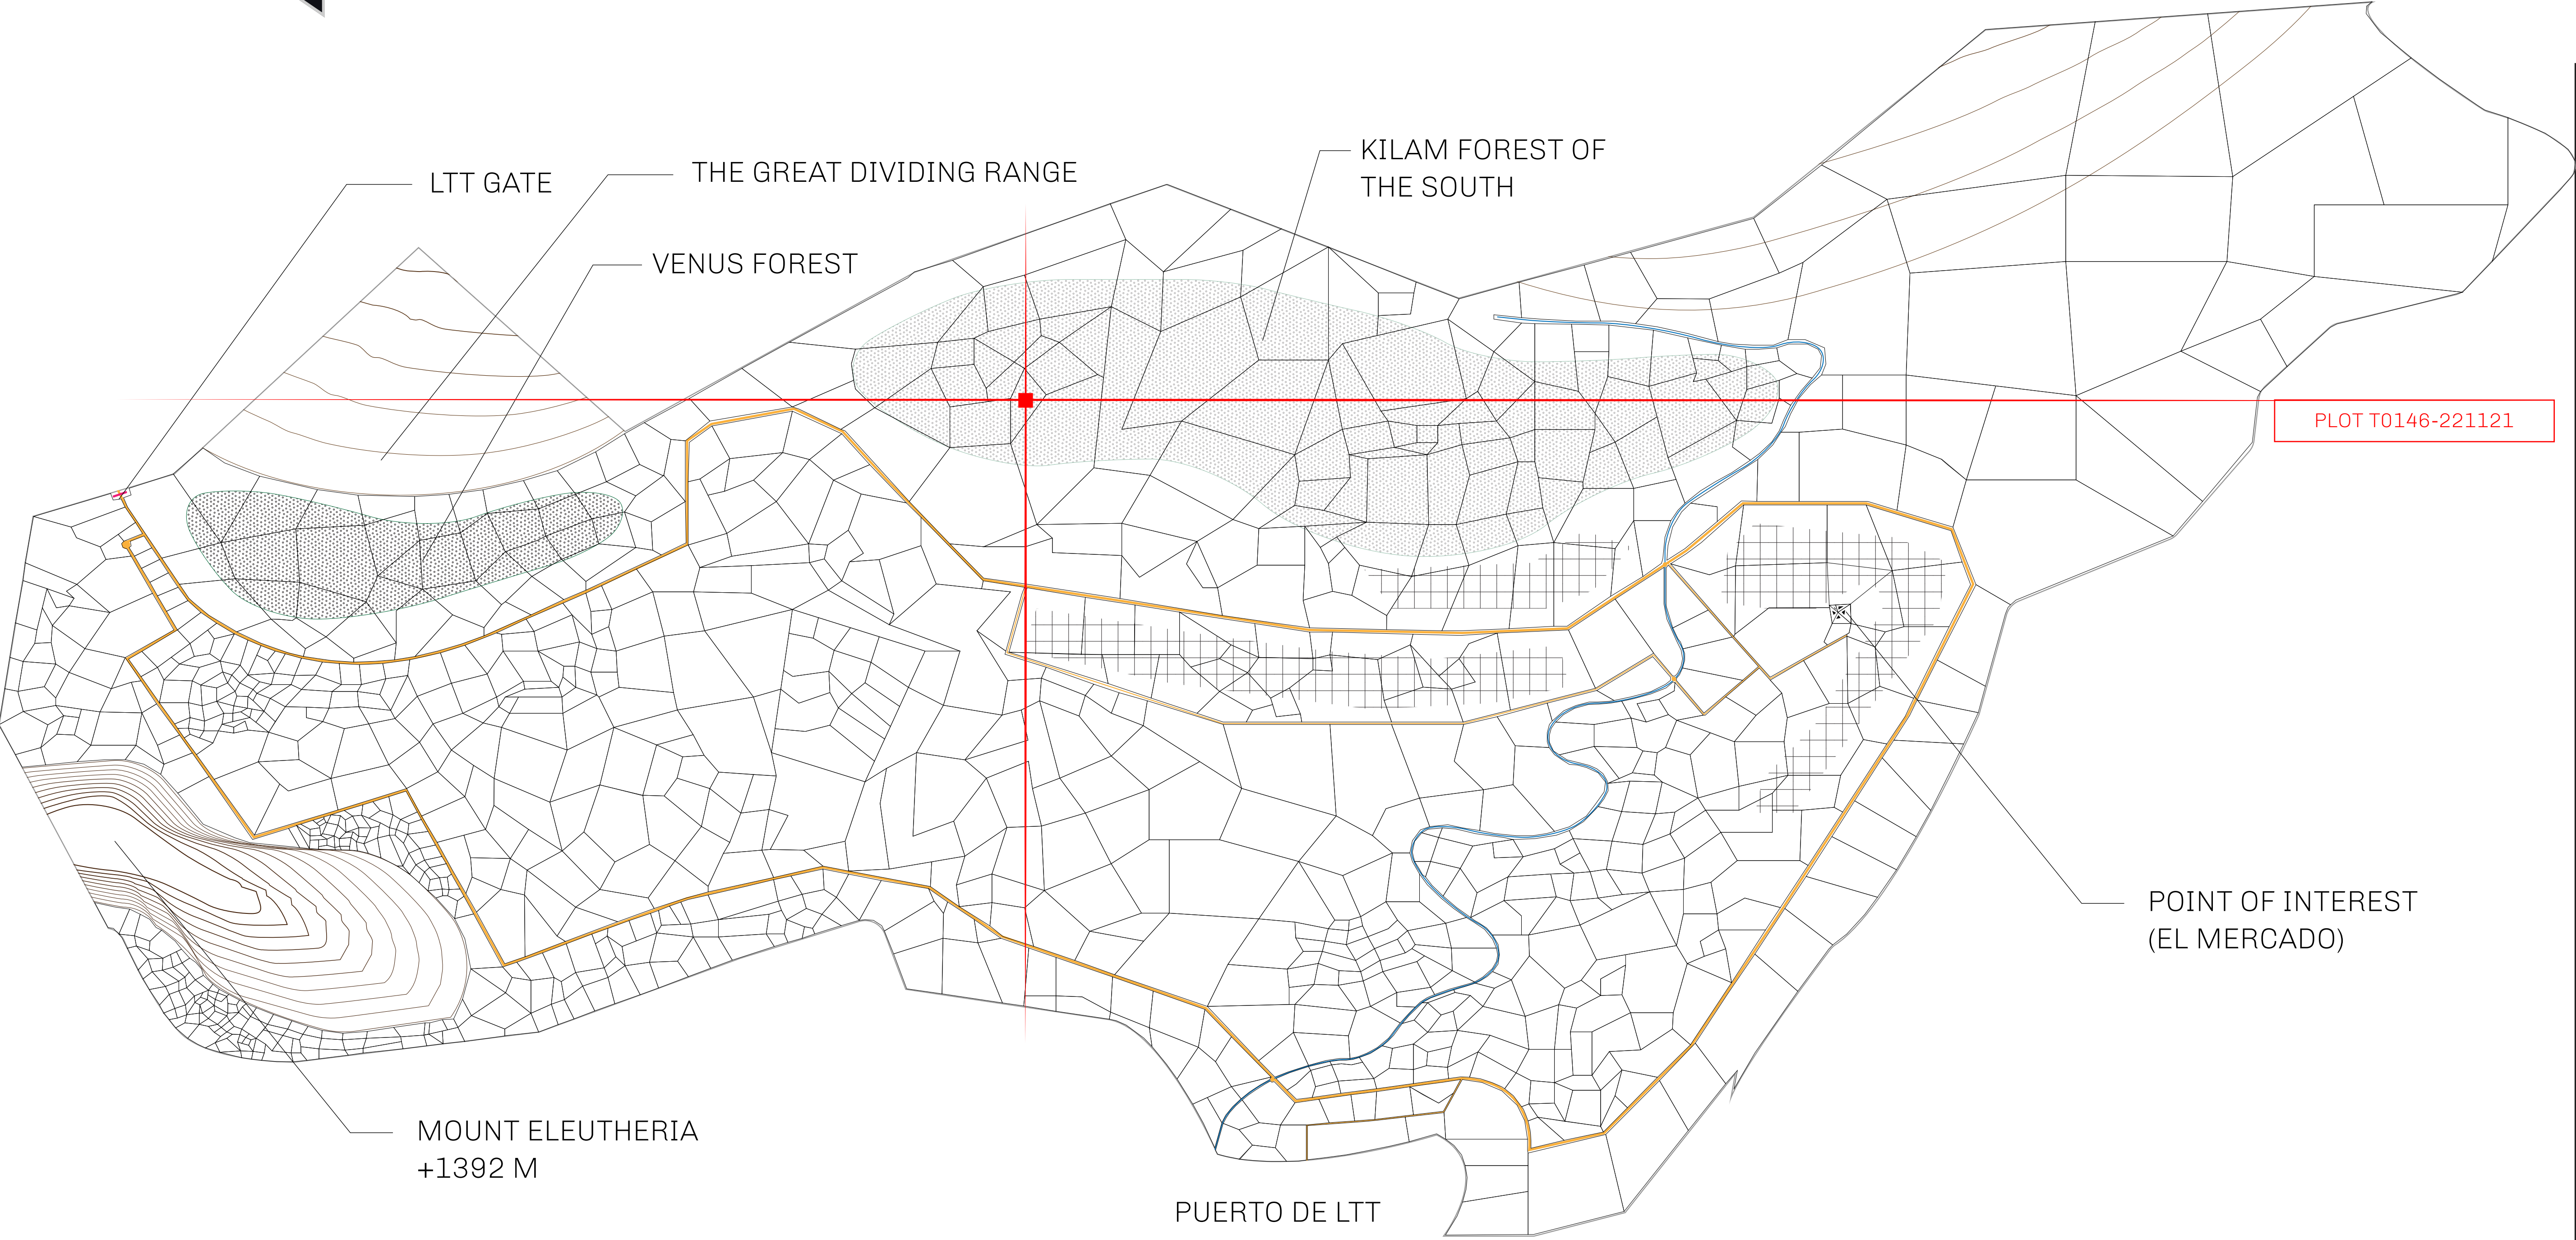 KILAM FOREST OF
THE SOUTH
THE GREAT DIVIDING RANGE
LTT GATE
VENUS FOREST
PLOT T0146-221121
POINT OF INTEREST
(EL MERCADO)
MOUNT ELEUTHERIA
+1392 M
PUERTO DE LTT